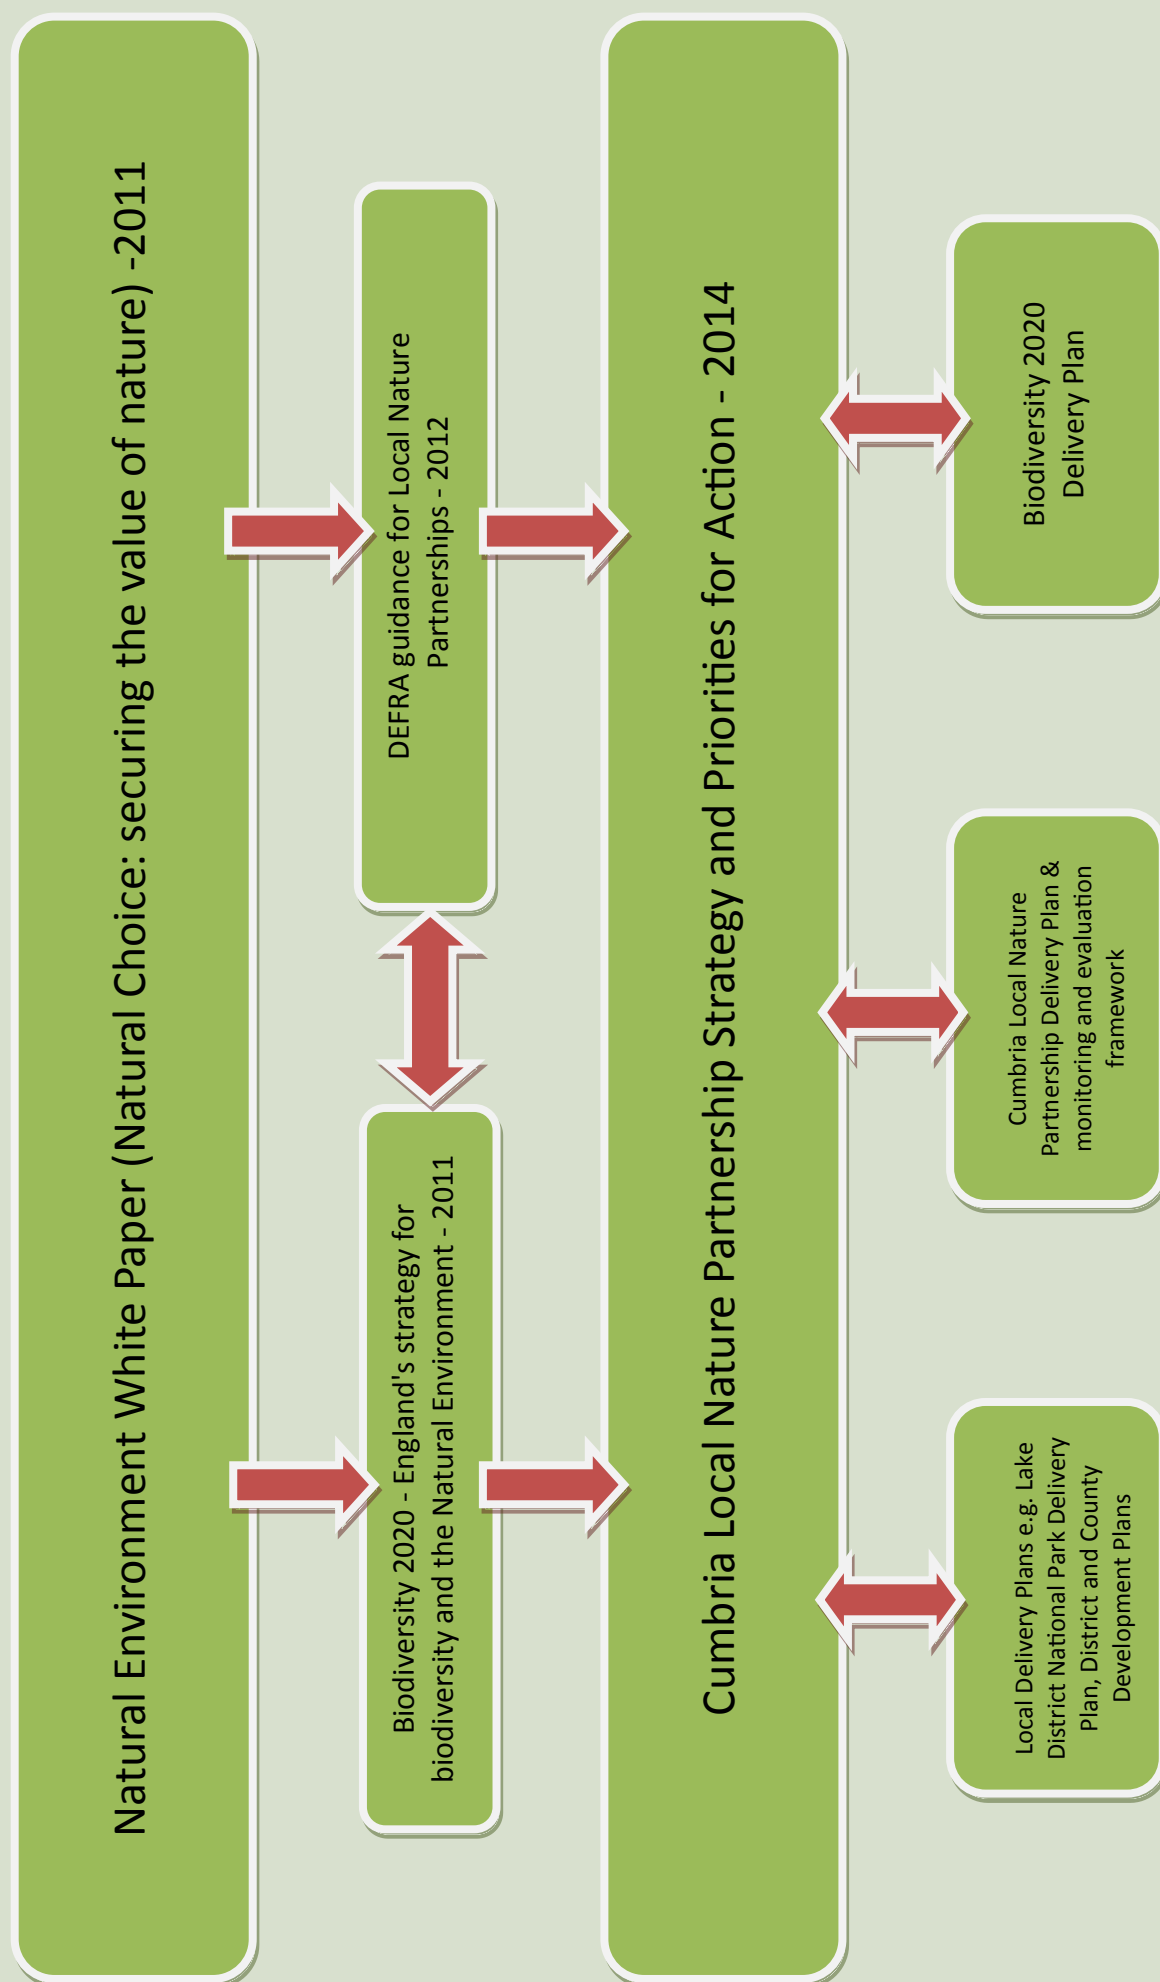 Natural Environment White Paper (Natural Choice: securing the value of nature) -2011
Biodiversity 2020 - England's strategy for
biodiversity and the Natural Environment - 2011
DEFRA guidance for Local Nature
Partnerships - 2012
Cumbria Local Nature Partnership Strategy and Priorities for Action - 2014
Local Delivery Plans e.g. Lake
District National Park Delivery
Plan, District and County
Development Plans
Cumbria Local Nature
Partnership Delivery Plan &
monitoring and evaluation
framework
Biodiversity 2020
Delivery Plan